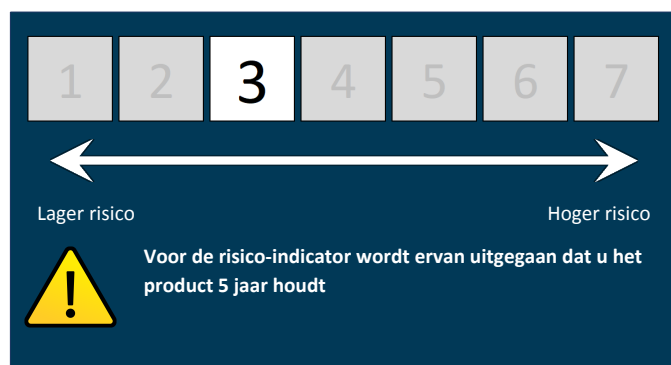 1 2 3 4 5 6 7
Lager risico Hoger risico
Voor de risico-indicator wordt ervan uitgegaan dat u het
product 5 jaar houdt